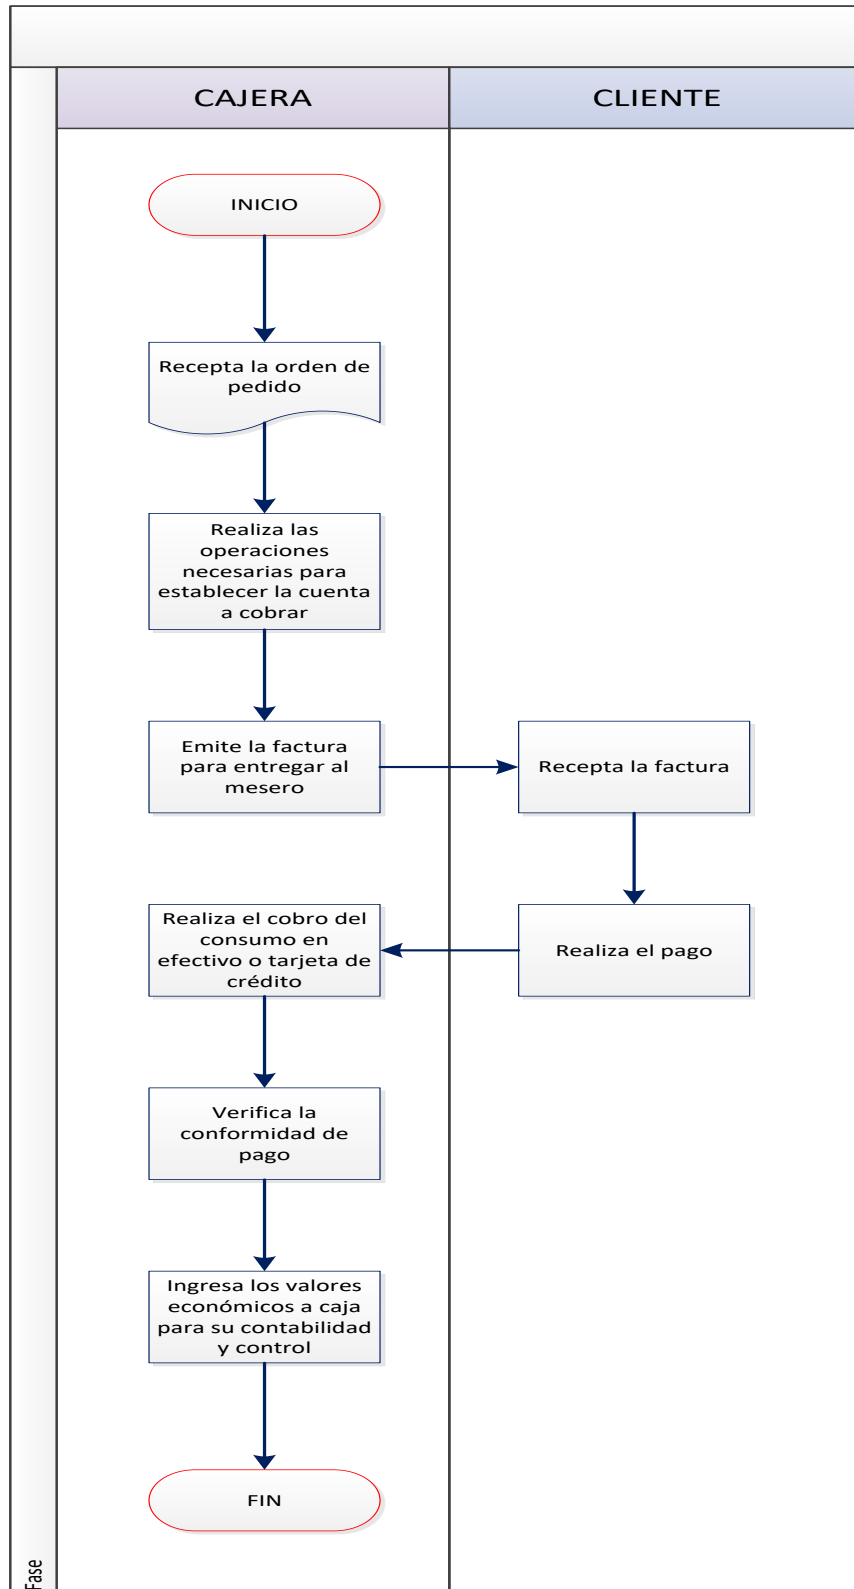 CAJERA
CLIENTE
INICIO
Recepta la orden de
pedido
Realiza las
operaciones
necesarias para
establecer la cuenta
a cobrar
Emite la factura
para entregar al
mesero
Recepta la factura
Realiza el pago
Realiza el cobro del
consumo en
efectivo o tarjeta de
crédito
Verifica la
conformidad de
pago
Ingresa los valores
económicos a caja
para su contabilidad
y control
FIN
Fase